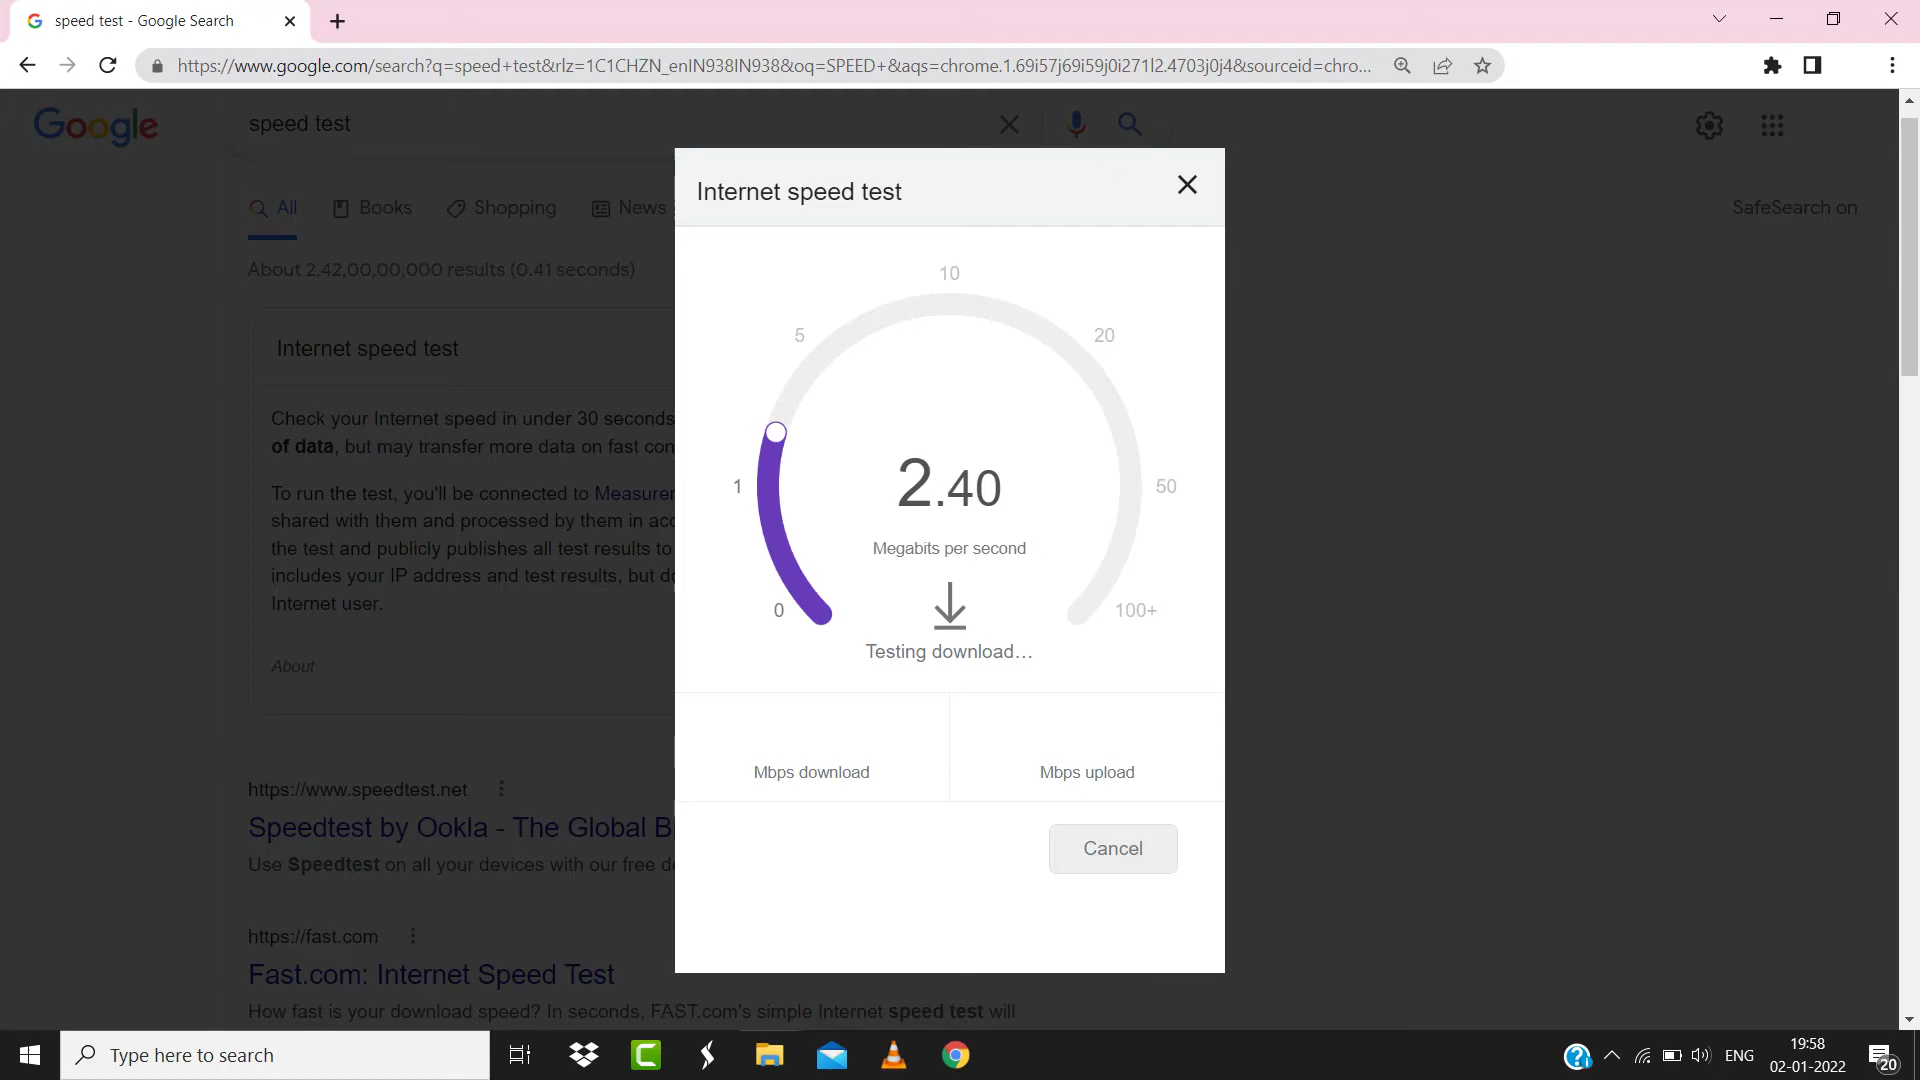 speed test - Google Search
https://www.google.com/search?q=speed+test&rlz=1C1CHZN_enIN938IN938&oq=SPEED+&aqs=chrome.1.69i57j69i59j0i271l2.4703j0j4&sourceid=chro...
Google
speed test
All Books Shopping News
SafeSearch on
About 2,42,00,00,000 results (0.41 seconds)
Internet speed test
Check your Internet speed in under 30 seconds
of data, but may transfer more data on fast con
To run the test, you'll be connected to Measurem
shared with them and processed by them in acc
the test and publicly publishes all test results to
includes your IP address and test results, but do
Internet user.
About
https://www.speedtest.net
Speedtest by Ookla - The Global B
Use Speedtest on all your devices with our free de
https://fast.com
Fast.com: Internet Speed Test
How fast is your download speed? In seconds, FAST.com's simple Internet speed test will
Internet speed test
10
5
20
1
50
2.40
Megabits per second
0
100+
Testing download...
Mbps download
Mbps upload
Cancel
Type here to search
ENG
19:58
02-01-2022
20